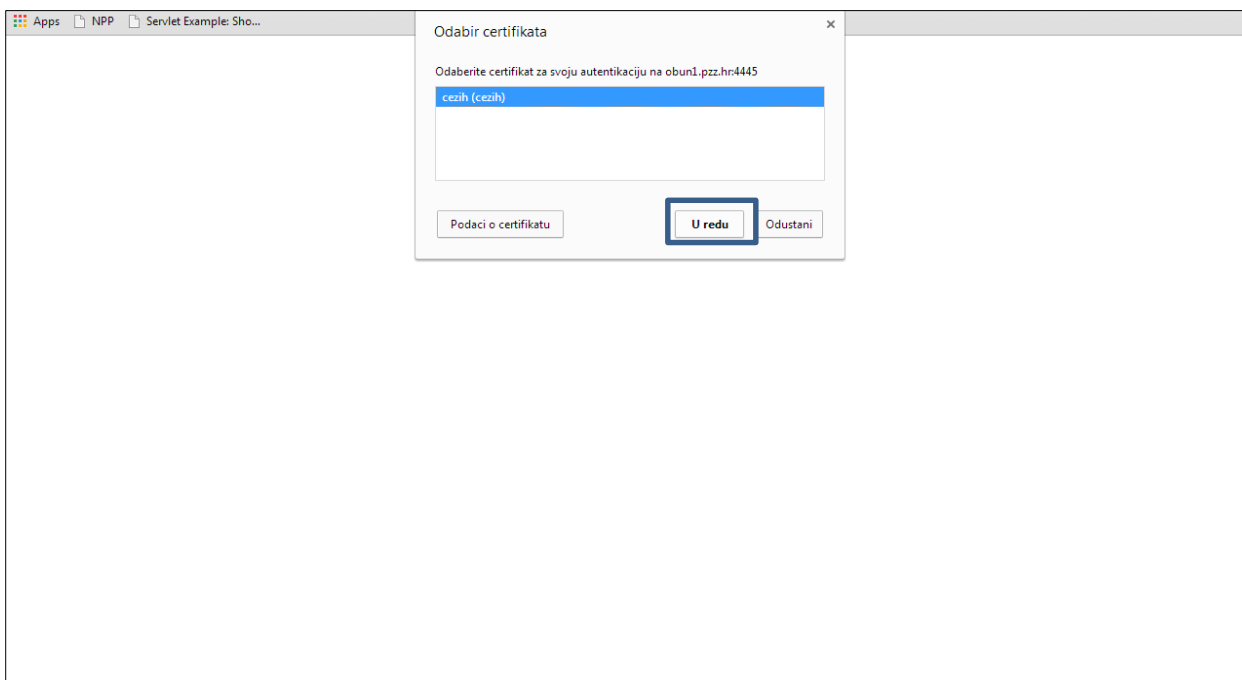 Apps NPP Servlet Example: Sho...
Odabir certifikata
Odaberite certifikat za svoju autentikaciju na obun1.pzz.hr:4445
cezih (cezih)
Podaci o certifikatu U redu Odustani